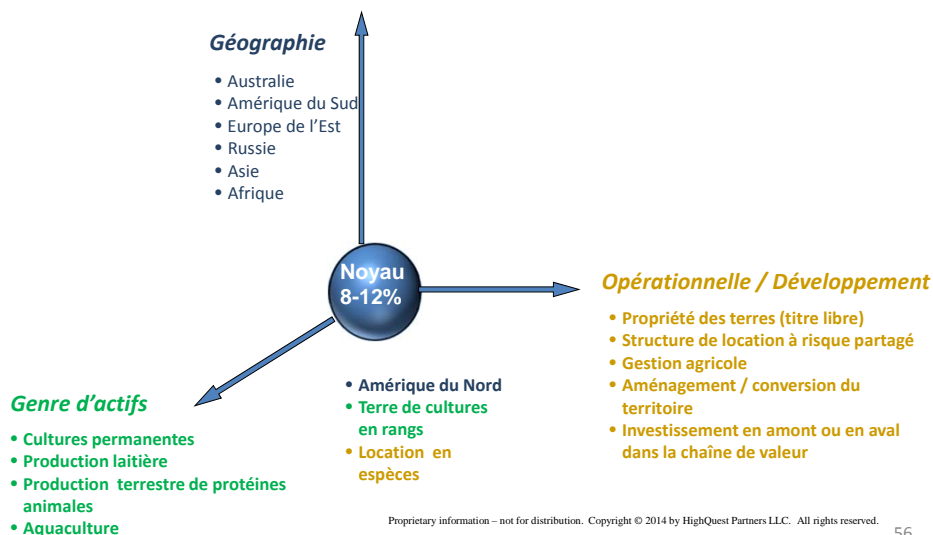 Géographie
• Australie
• Amérique du Sud
• Europe de l’Est
• Russie
• Asie
• Afrique
Noyau
8-12%
Opérationnelle / Développement
• Propriété des terres (titre libre)
• Structure de location à risque partagé
• Gestion agricole
• Aménagement / conversion du
territoire
• Investissement en amont ou en aval
dans la chaîne de valeur
• Amérique du Nord
• Terre de cultures
en rangs
• Location en
espèces
Genre d’actifs
• Cultures permanentes
• Production laitière
• Production terrestre de protéines
animales
• Aquaculture
Proprietary information – not for distribution. Copyright © 2014 by HighQuest Partners LLC. All rights reserved.
56